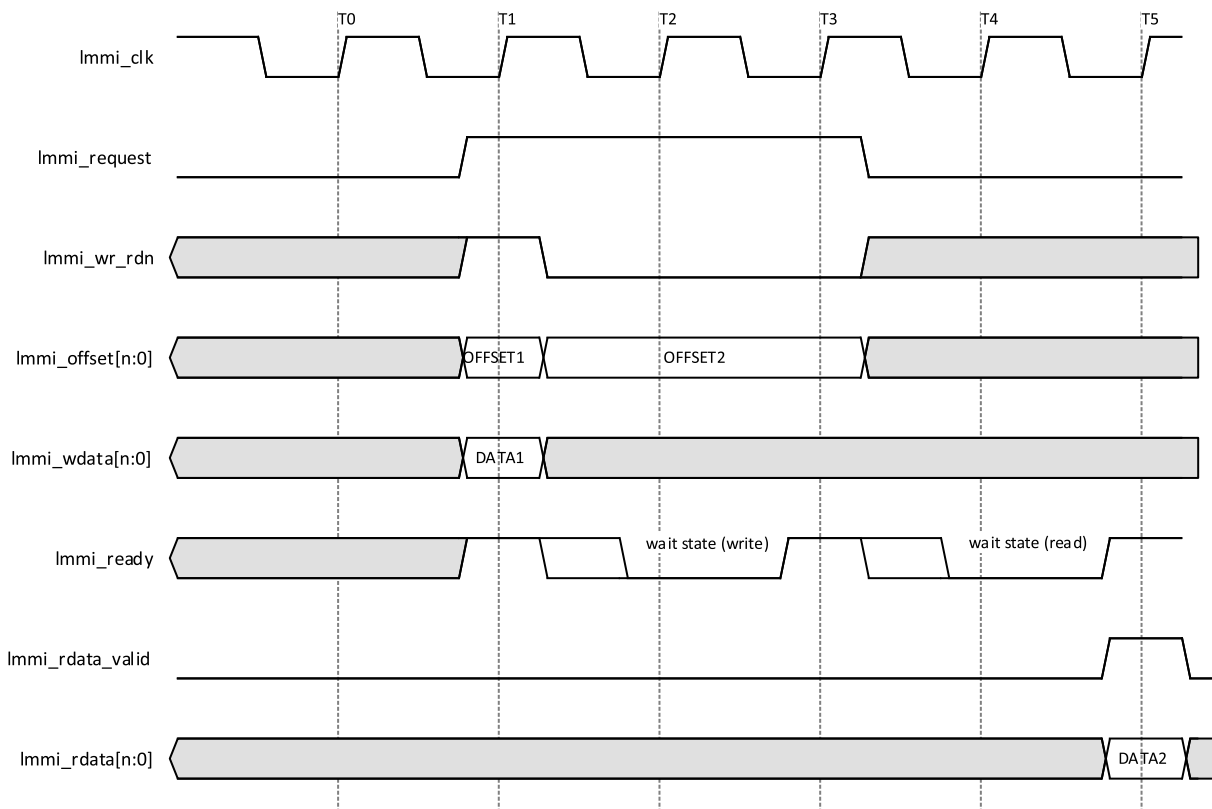 T0 T1 T2 T3 T4 T5
lmmi_clk
lmmi_request
lmmi_wr_rdn
lmmi_offset[n:0] OFFSET1 OFFSET2
lmmi_wdata[n:0] DATA1
lmmi_ready wait state (write) wait state (read)
lmmi_rdata_valid
lmmi_rdata[n:0] DATA2